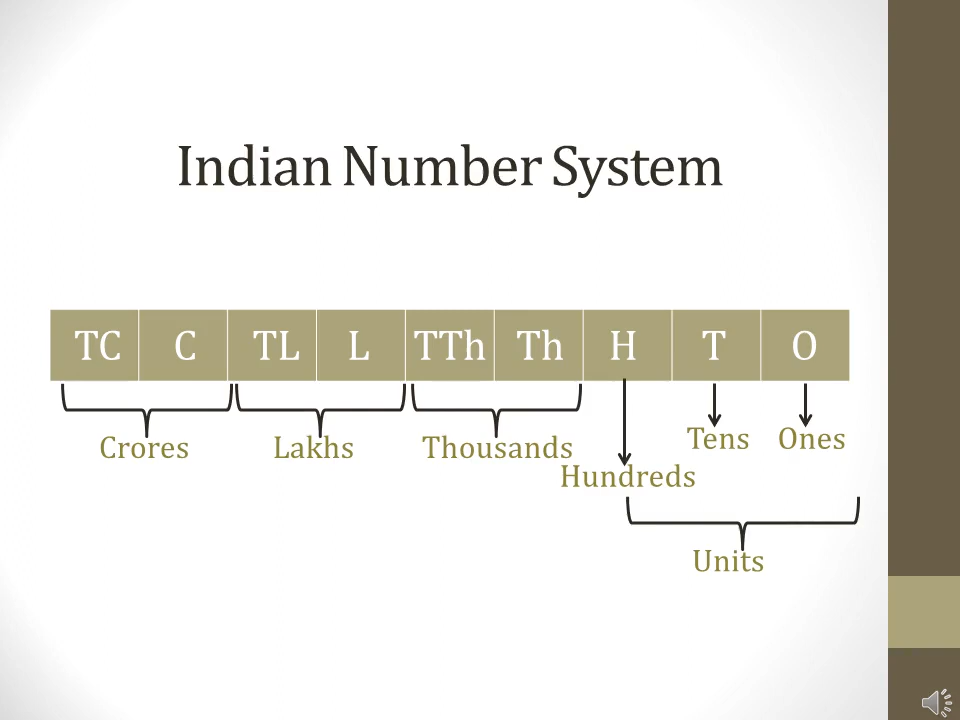 Indian Number System
TC C TL L TTh Th H T O
Tens Ones
Crores Lakhs Thousands
Hundreds
Units